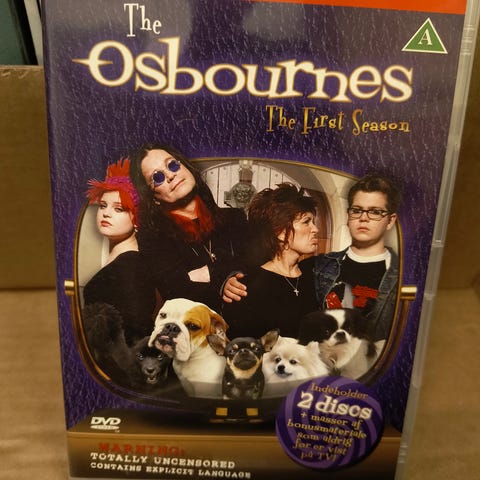 The
Osbournes
The First Season
A
Indeholder
2 discs
+ masser af
bonusmateriale
som aldrig
før er vist
på TV!
DVD
VIDEO
WARNING:
TOTALLY UNCENSORED
CONTAINS EXPLICIT LANGUAGE